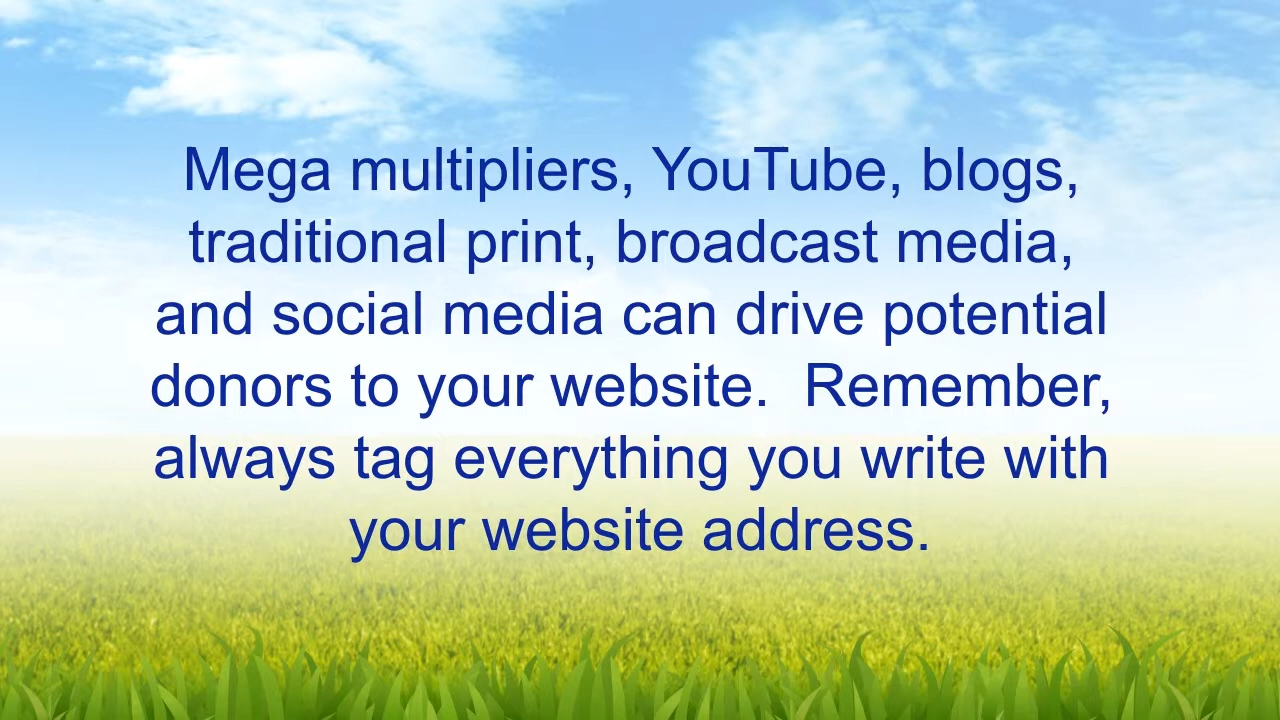 Mega multipliers, YouTube, blogs,
traditional print, broadcast media,
and social media can drive potential
donors to your website.  Remember,
always tag everything you write with
your website address.